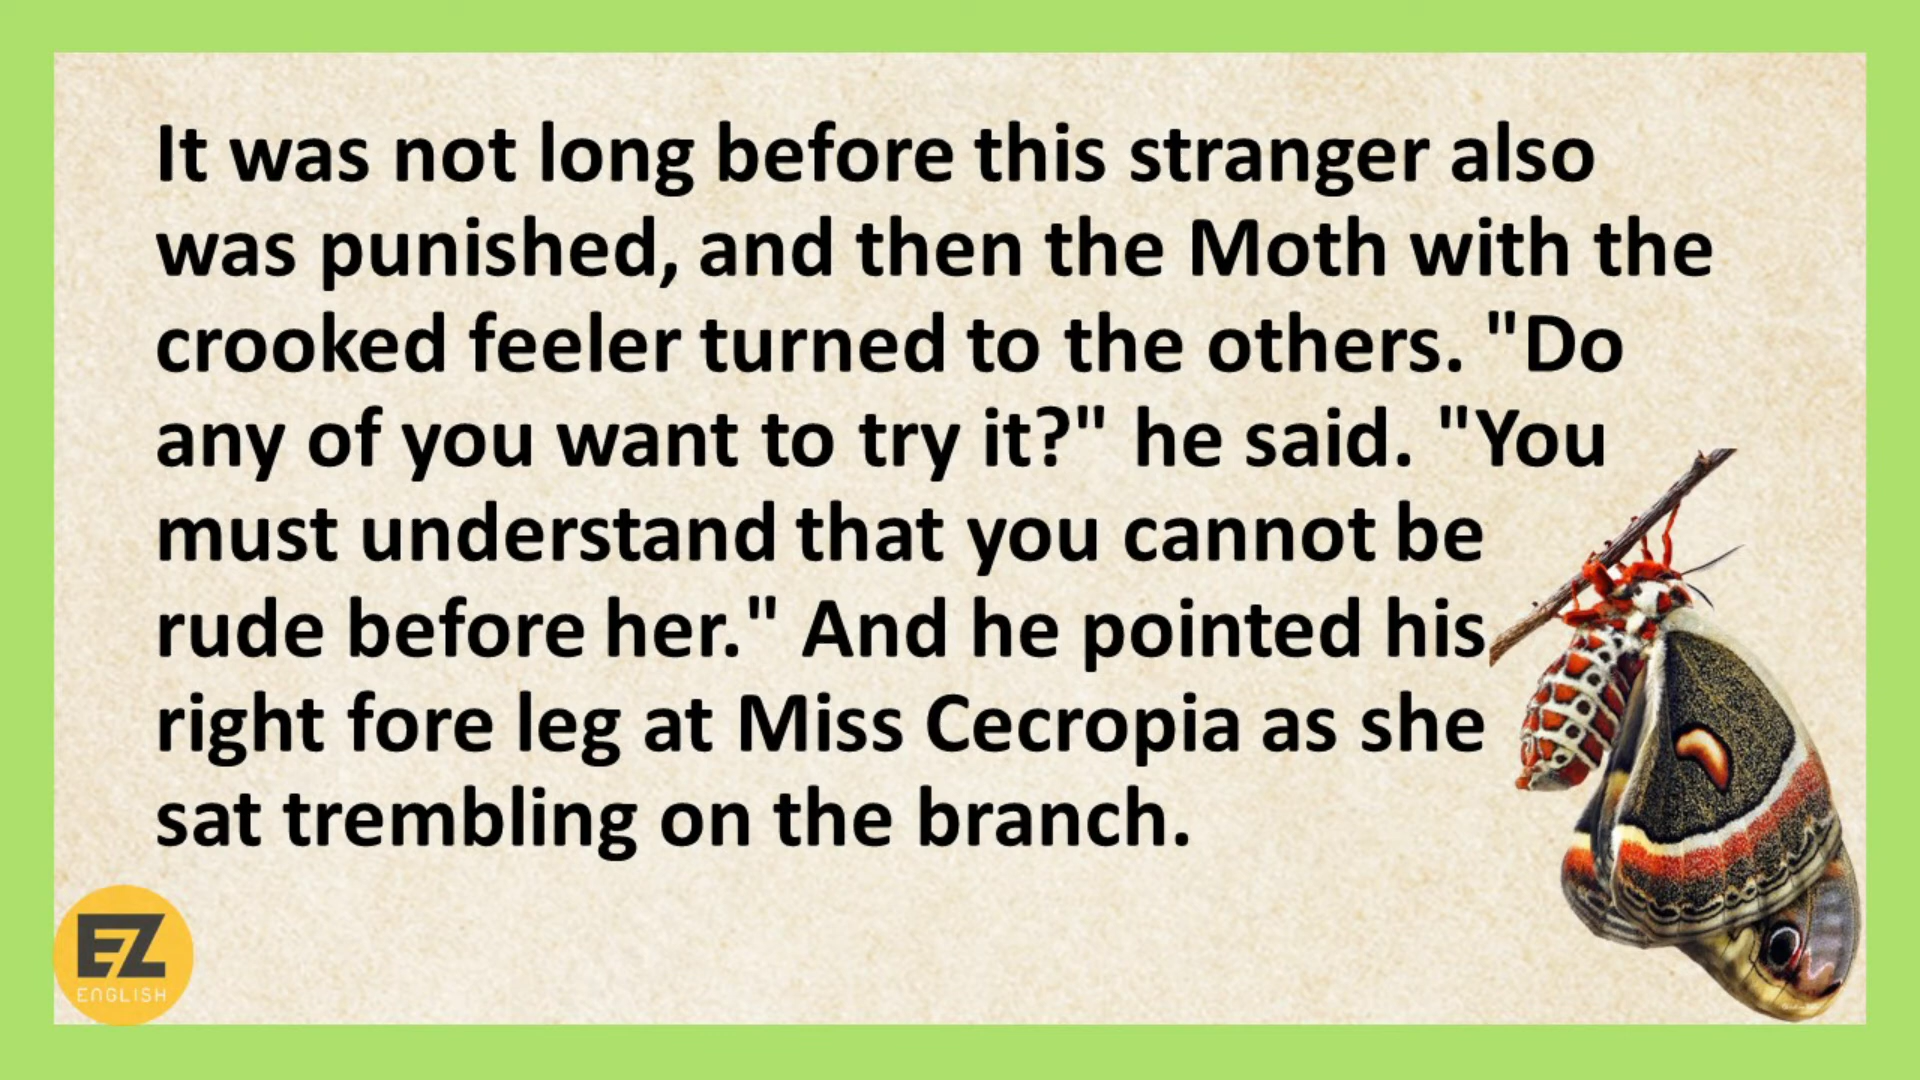 It was not long before this stranger also
was punished, and then the Moth with the
crooked feeler turned to the others. "Do
any of you want to try it?" he said. "You
must understand that you cannot be
rude before her." And he pointed his
right fore leg at Miss Cecropia as she
sat trembling on the branch.
EZ
ENGLISH